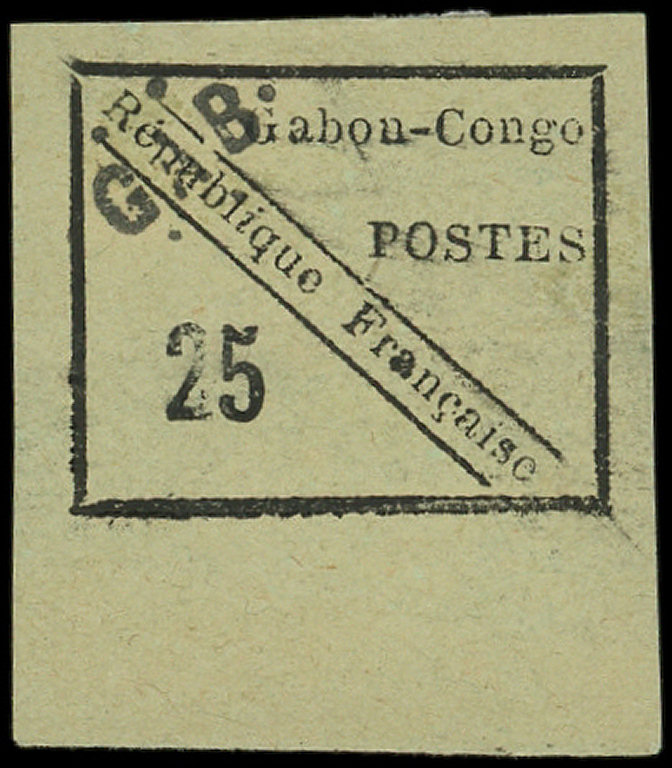 Gabon-Congo
POSTES
République Française
25